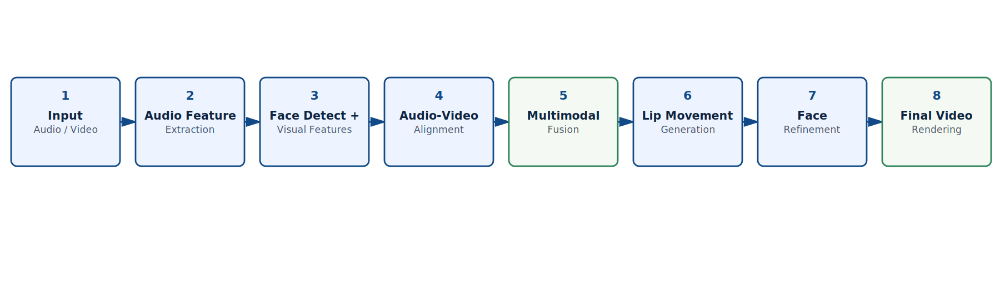 1
Input
Audio / Video
2
Audio Feature
Extraction
3
Face Detect +
Visual Features
4
Audio-Video
Alignment
5
Multimodal
Fusion
6
Lip Movement
Generation
7
Face
Refinement
8
Final Video
Rendering